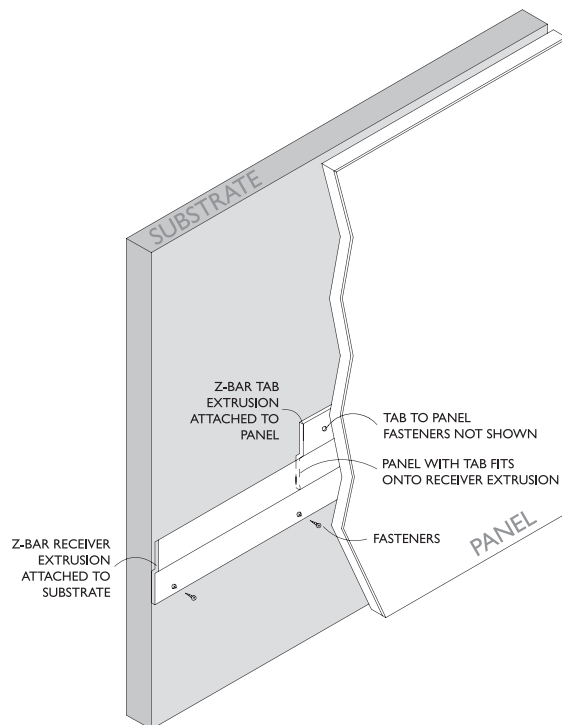 SUBSTRATE
Z-BAR TAB
EXTRUSION
ATTACHED TO
PANEL
TAB TO PANEL
FASTENERS NOT SHOWN
PANEL WITH TAB FITS
ONTO RECEIVER EXTRUSION
FASTENERS
PANEL
Z-BAR RECEIVER
EXTRUSION
ATTACHED TO
SUBSTRATE